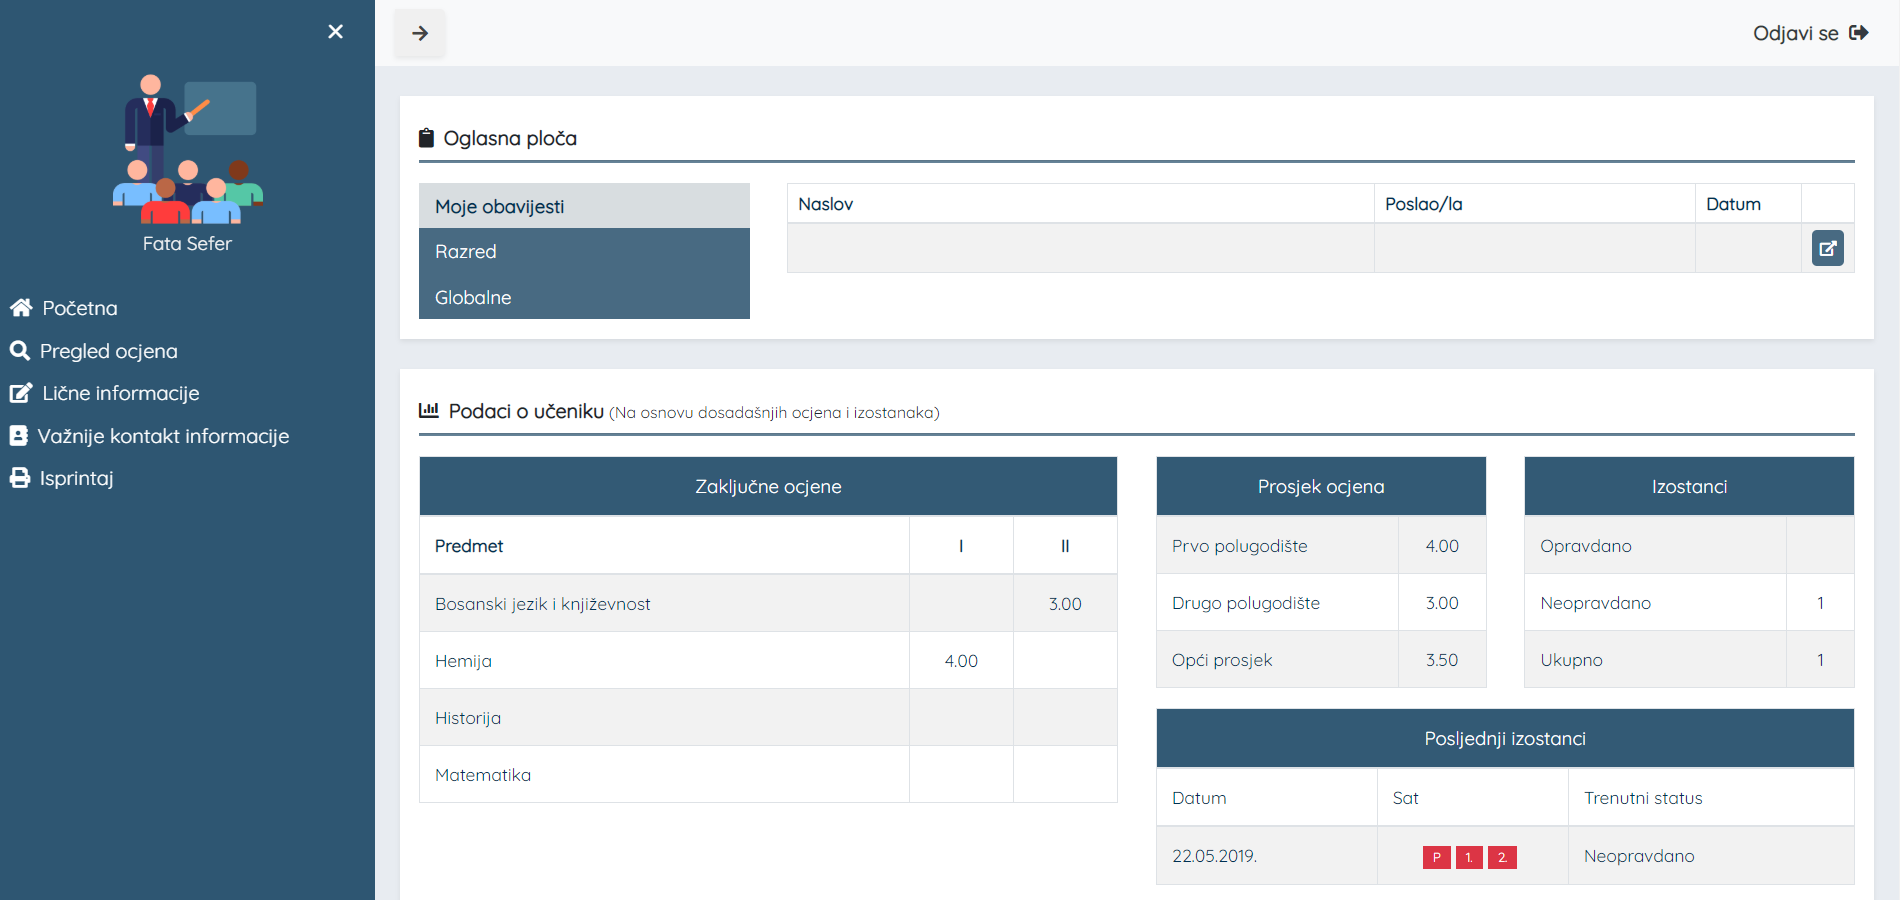 Fata Sefer
Početna
Pregled ocjena
Lične informacije
Važnije kontakt informacije
Isprintaj
Odjavi se
Oglasna ploča
Moje obavijesti
Razred
Globalne
Naslov Poslao/la Datum
Podaci o učeniku (Na osnovu dosadašnjih ocjena i izostanaka)
Zaključne ocjene
Predmet I II
Bosanski jezik i književnost 3.00
Hemija 4.00
Historija
Matematika
Prosjek ocjena
Prvo polugodište 4.00
Drugo polugodište 3.00
Opći prosjek 3.50
Izostanci
Opravdano
Neopravdano 1
Ukupno 1
Posljednji izostanci
Datum Sat Trenutni status
22.05.2019. P 1. 2. Neopravdano